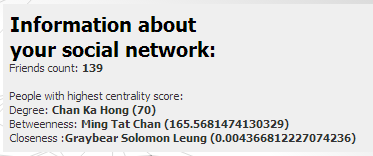 Information about
your social network:
Friends count: 139
People with highest centrality score:
Degree: Chan Ka Hong (70)
Betweenness: Ming Tat Chan (165.5681474130329)
Closeness :Graybear Solomon Leung (0.004366812227074236)